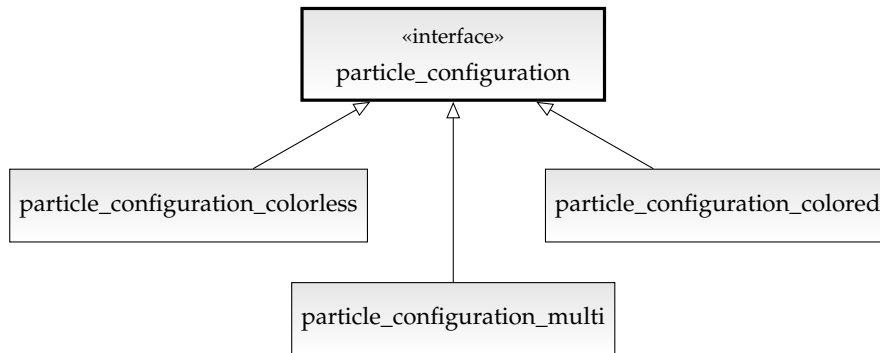 «interface»
particle_configuration
particle_configuration_colorless
particle_configuration_colored
particle_configuration_multi